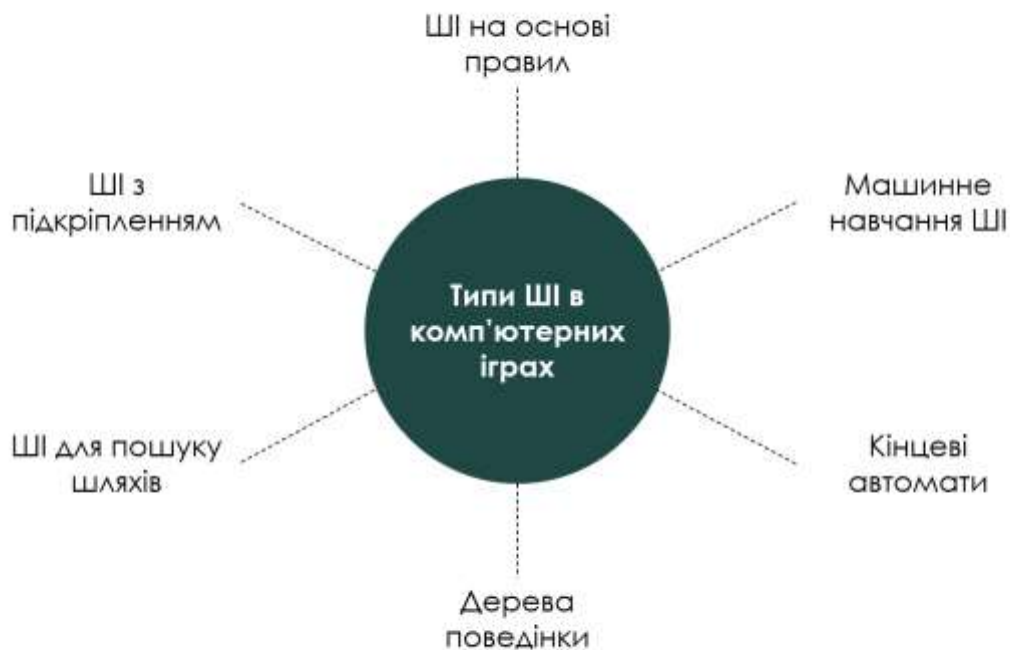 ШІ на основі
правил
ШІ з
підкріпленням
Машинне
навчання ШІ
Типи ШІ в
комп'ютерних
іграх
ШІ для пошуку
шляхів
Кінцеві
автомати
Дерева
поведінки